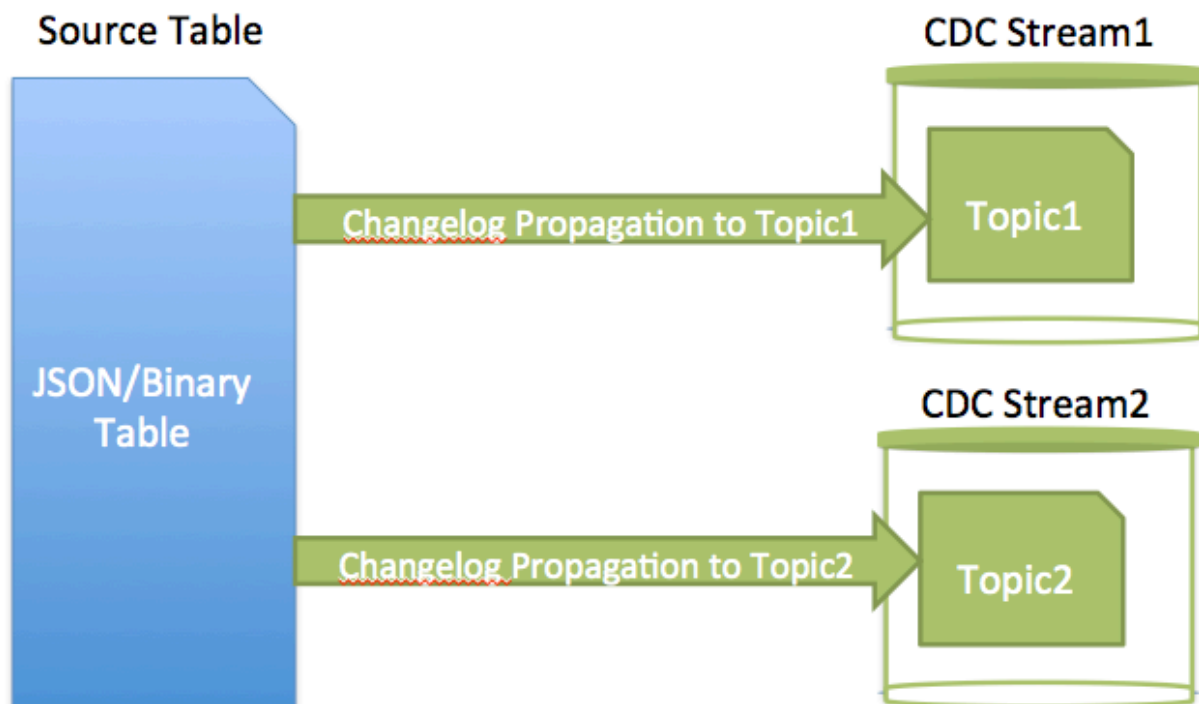 Source Table
CDC Stream1
Changelog Propagation to Topic1
Topic1
JSON/Binary
Table
CDC Stream2
Changelog Propagation to Topic2
Topic2